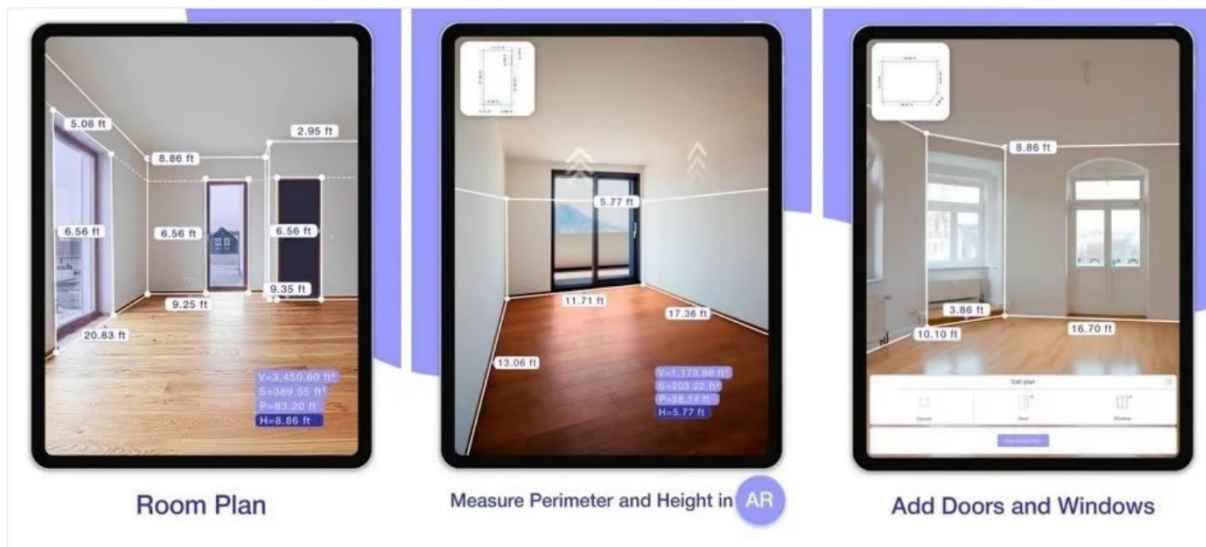 5.08 ft
2.95 ft
8.86 ft
6.56 ft
6.56 ft
6.56 ft
9.35 ft
9.25 ft
20.83 ft
V=3,450.60 ft³
S=389.55 ft²
P=83.20 ft
H=8.86 ft
Room Plan
5.77 ft
11.71 ft
17.36 ft
13.06 ft
V=1,173.86 ft³
S=203.22 ft²
P=58.14 ft
H=5.77 ft
Measure Perimeter and Height in AR
8.86 ft
3.86 ft
10.10 ft
16.70 ft
Edit plan
Door
Window
Add Doors and Windows